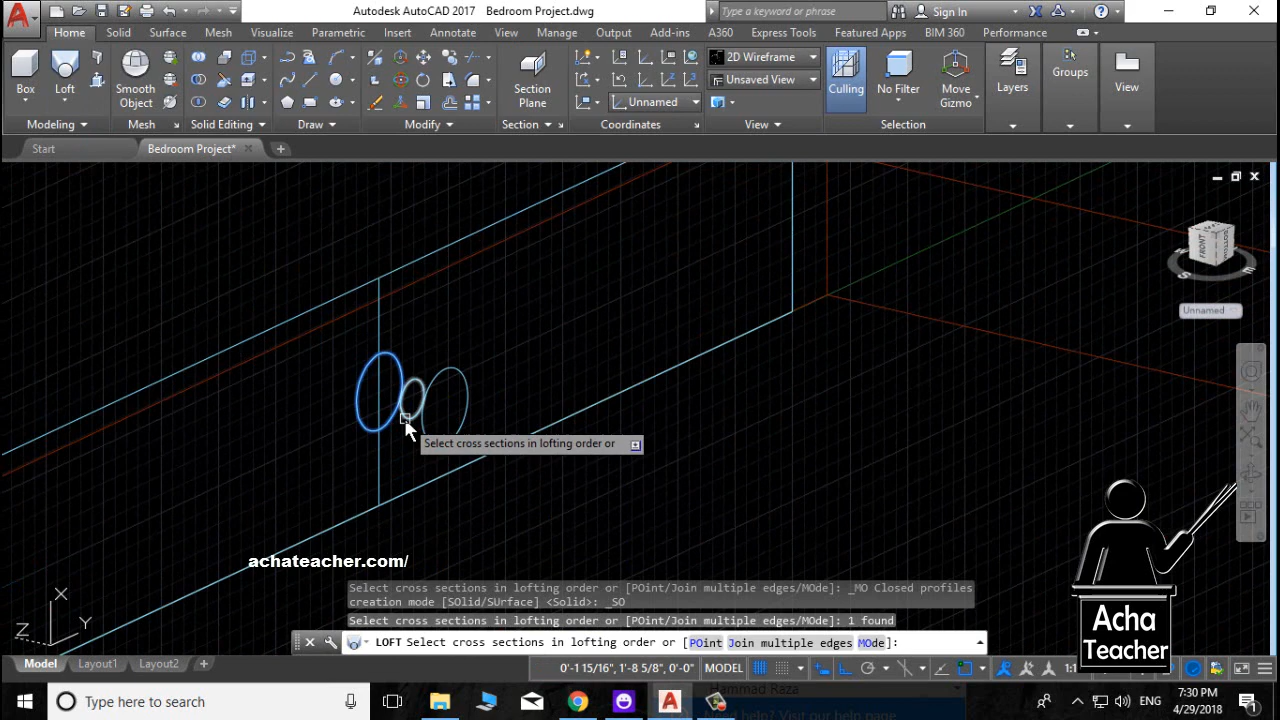 Autodesk AutoCAD 2017 Bedroom Project.dwg
Type a keyword or phrase
Sign In
Home Solid Surface Mesh Visualize Parametric Insert Annotate View Manage Output Add-ins A360 Express Tools Featured Apps BIM 360 Performance
Box
Loft
Smooth
Object
Section
Plane
2D Wireframe
Unsaved View
Unnamed
Culling
No Filter
Move
Gizmo
Layers
Groups
View
Modeling
Mesh
Solid Editing
Draw
Modify
Section
Coordinates
View
Selection
Start
Bedroom Project*
FRONT
S
E
Unnamed
Select cross sections in lofting order or
achateacher.com/
Select cross sections in lofting order or [POint/Join multiple edges/MOde]: _MO Closed profiles
creation mode [SOlid/SUrface] <Solid>: _SO
Select cross sections in lofting order or [POint/Join multiple edges/MOde]: 1 found
LOFT Select cross sections in lofting order or [POint Join multiple edges MOde]:
X
Y
Z
Acha
Teacher
Model
Layout1
Layout2
0'-1 15/16", 1'-8 5/8", 0'-0"
MODEL
Hammad Raza
Type here to search
ENG
7:30 PM
4/29/2018